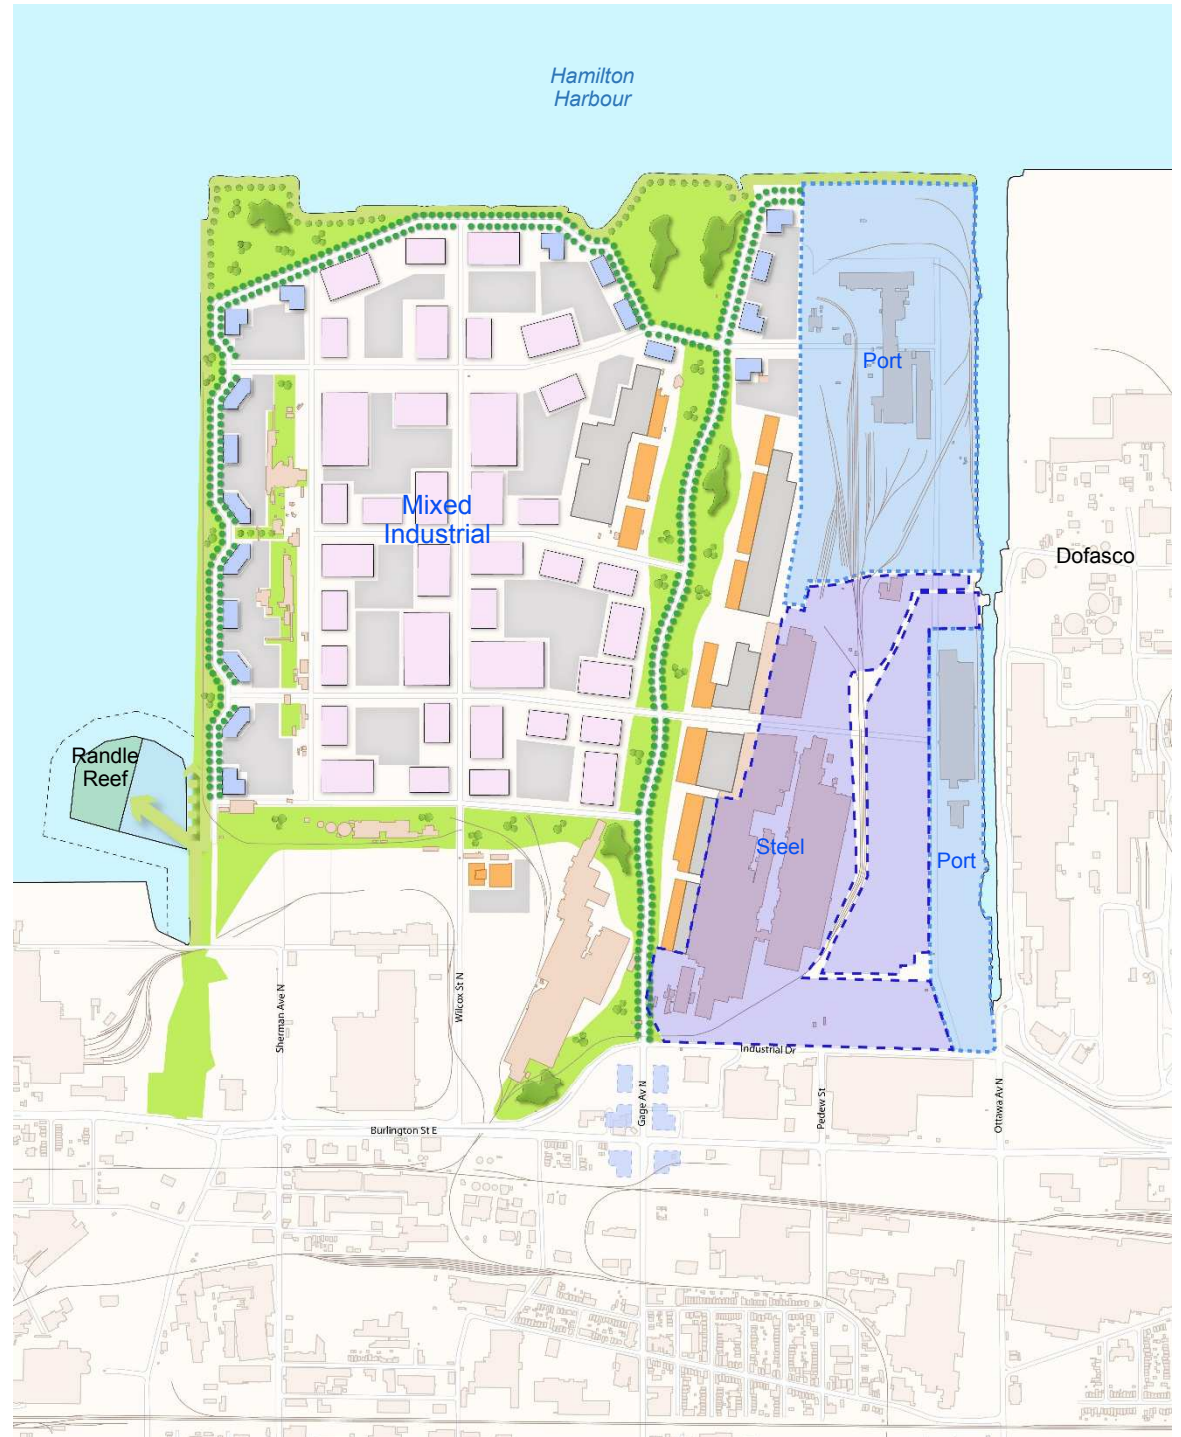 Hamilton
Harbour
Port
Mixed
Industrial
Dofasco
Randle
Reef
Steel
Port
Sherman Ave N
Wilcox St N
Industrial Dr
Gage Av N
Pedew St
Ottawa Av N
Burlington St E